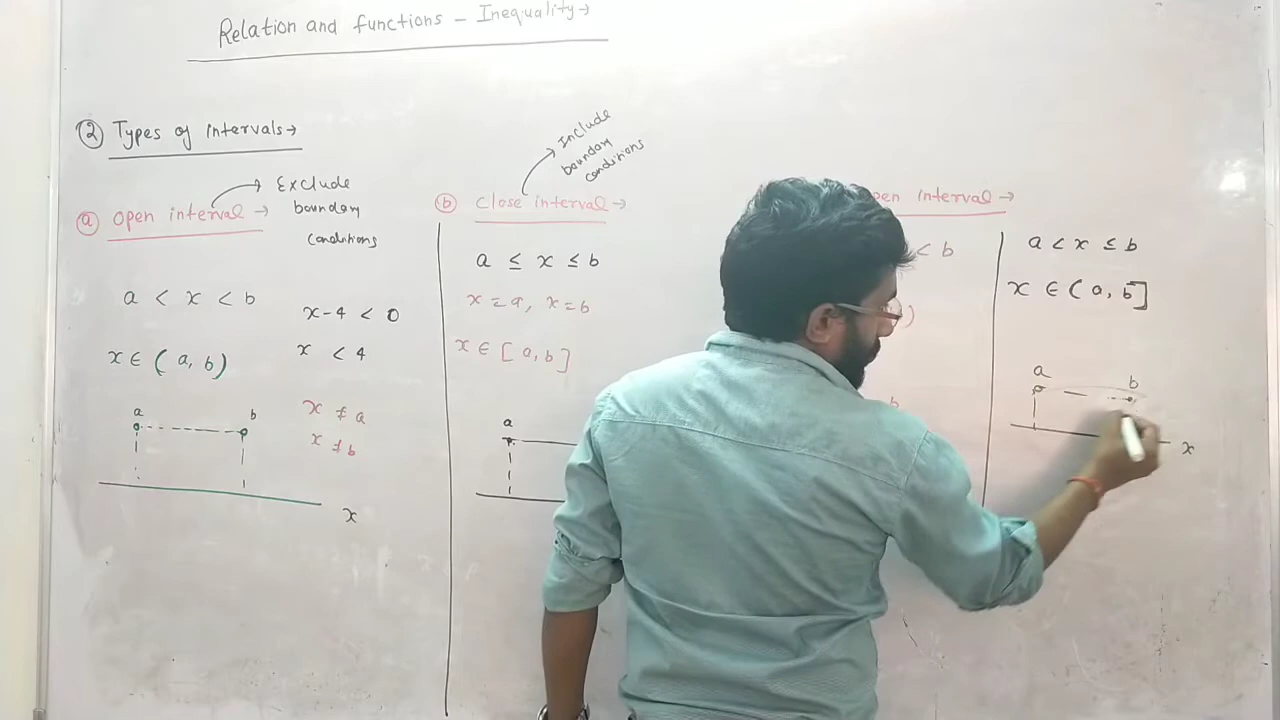 Relation and functions - Inequality →
② Types of intervals →
ⓐ open interval →
Exclude
boundary
conditions
a < x < b
x ∈ ( a, b)
a
b
x
x-4 < 0
x < 4
x ≠ a
x ≠ b
ⓑ Close interval →
Include
boundary
conditions
a ≤ x ≤ b
x = a, x = b
x ∈ [ a, b ]
a
interval →
< b
)
b
a < x ≤ b
x ∈ ( a, b ]
a
b
x